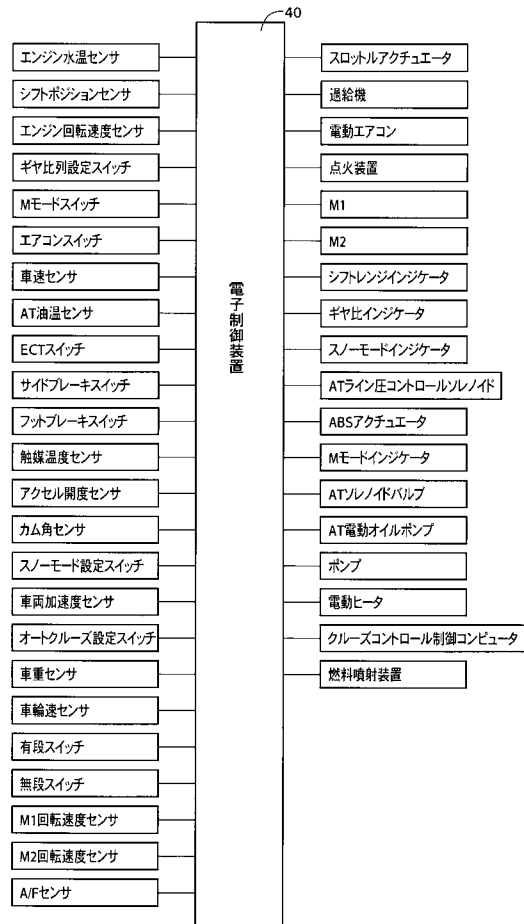 40
エンジン水温センサ
シフトポジションセンサ
エンジン回転速度センサ
ギヤ比列設定スイッチ
Mモードスイッチ
エアコンスイッチ
車速センサ
AT油温センサ
ECTスイッチ
サイドブレーキスイッチ
フットブレーキスイッチ
触媒温度センサ
アクセル開度センサ
カム角センサ
スノーモード設定スイッチ
車両加速度センサ
オートクルーズ設定スイッチ
車重センサ
車輪速センサ
有段スイッチ
無段スイッチ
M1回転速度センサ
M2回転速度センサ
A/Fセンサ
電子制御装置
スロットルアクチュエータ
過給機
電動エアコン
点火装置
M1
M2
シフトレンジインジケータ
ギヤ比インジケータ
スノーモードインジケータ
ATライン圧コントロールソレノイド
ABSアクチュエータ
Mモードインジケータ
ATソレノイドバルブ
AT電動オイルポンプ
ポンプ
電動ヒータ
クルーズコントロール制御コンピュータ
燃料噴射装置